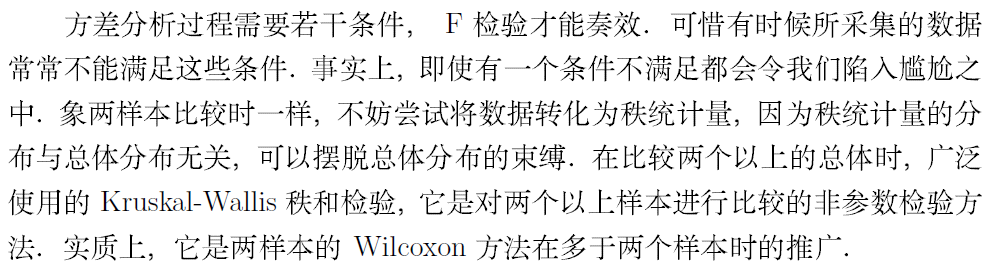 方差分析过程需要若干条件， F 检验才能奏效．可惜有时候所采集的数据
常常不能满足这些条件．事实上，即使有一个条件不满足都会令我们陷入尴尬之
中．象两样本比较时一样，不妨尝试将数据转化为秩统计量，因为秩统计量的分
布与总体分布无关，可以摆脱总体分布的束缚．在比较两个以上的总体时，广泛
使用的 Kruskal-Wallis 秩和检验，它是对两个以上样本进行比较的非参数检验方
法．实质上，它是两样本的 Wilcoxon 方法在多于两个样本时的推广．